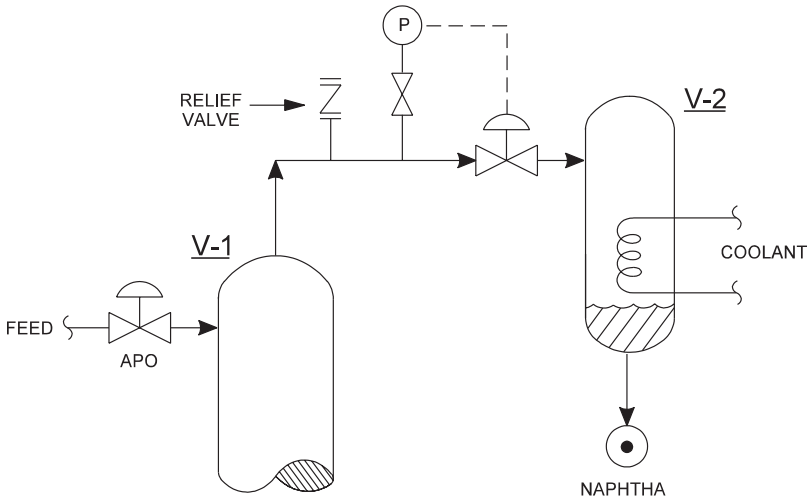 P
V-2
RELIEF
VALVE
V-1
COOLANT
FEED
APO
NAPHTHA